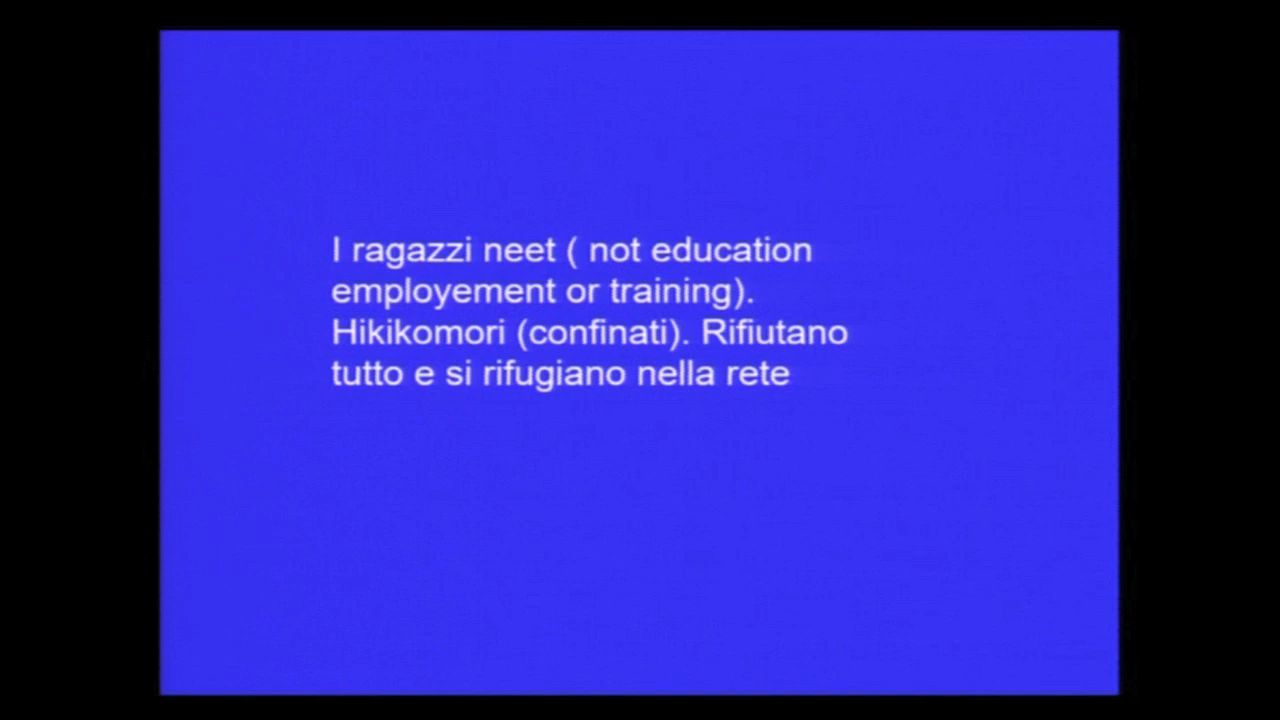 I ragazzi neet ( not education
employement or training).
Hikikomori (confinati). Rifiutano
tutto e si rifugiano nella rete